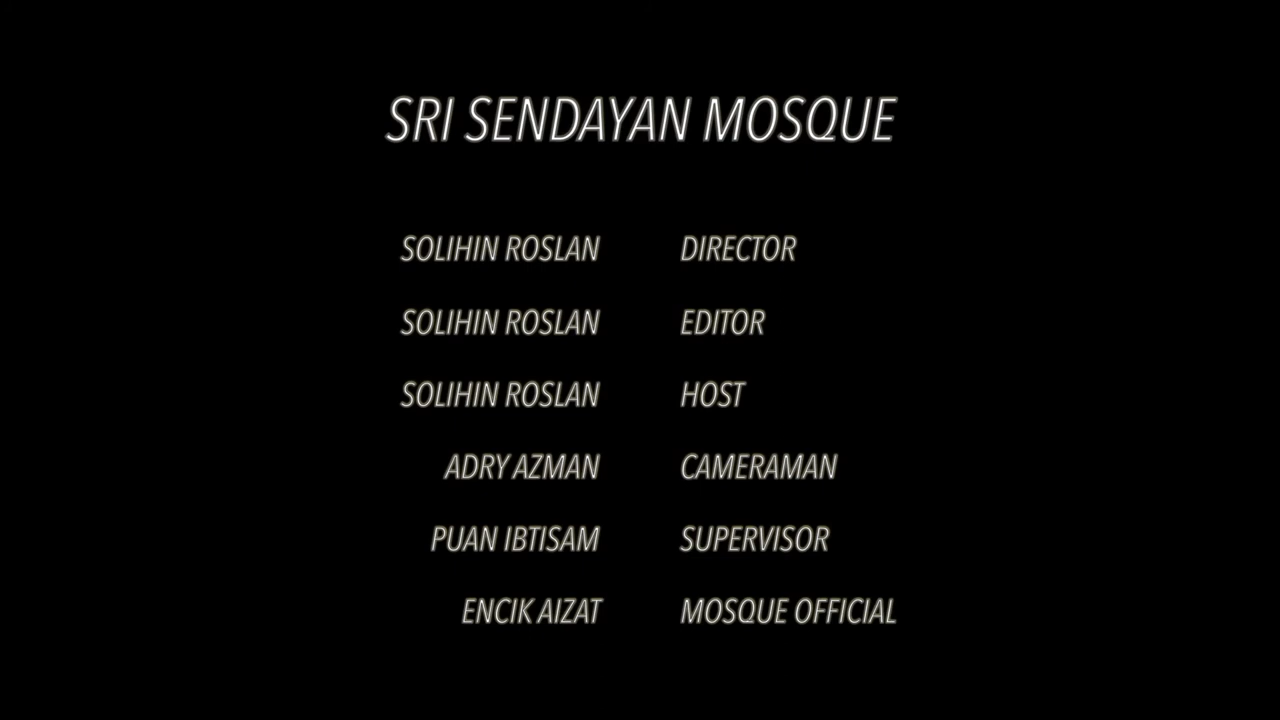 SRI SENDAYAN MOSQUE
SOLIHIN ROSLAN DIRECTOR
SOLIHIN ROSLAN EDITOR
SOLIHIN ROSLAN HOST
ADRY AZMAN CAMERAMAN
PUAN IBTISAM SUPERVISOR
ENCIK AIZAT MOSQUE OFFICIAL